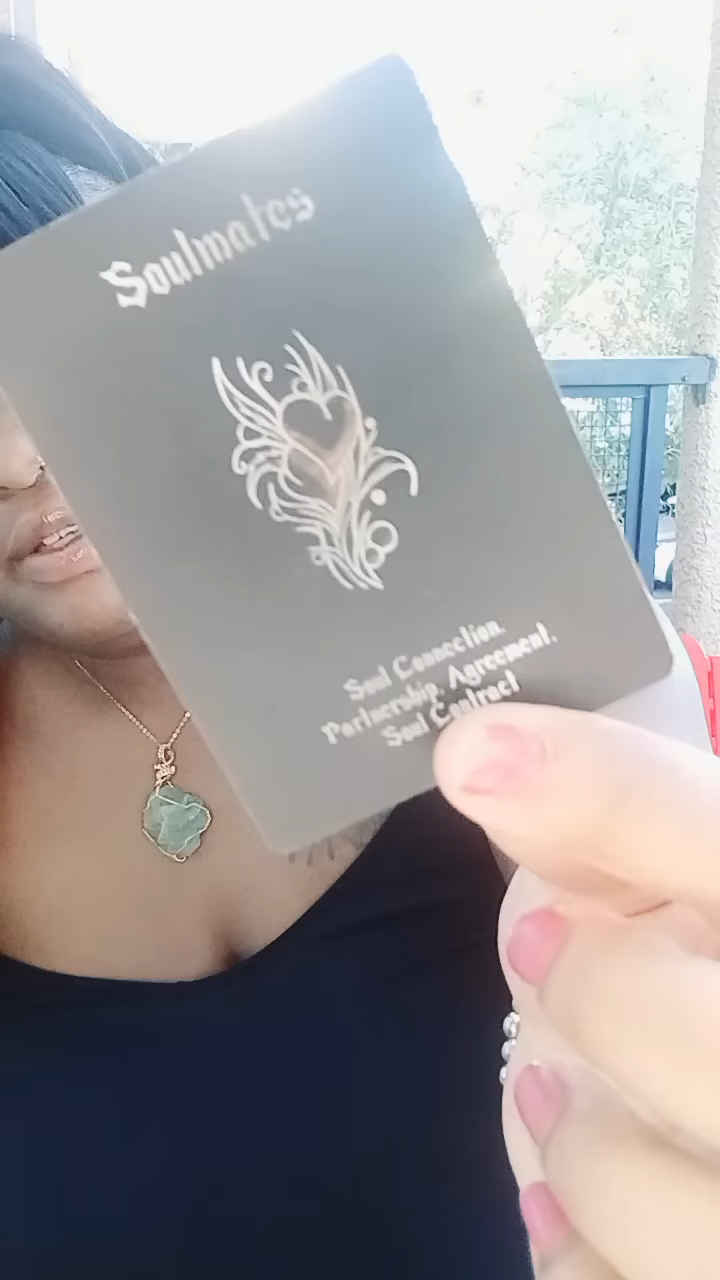 Soulmates
Soul Connection,
Partnership, Agreement,
Soul Contract